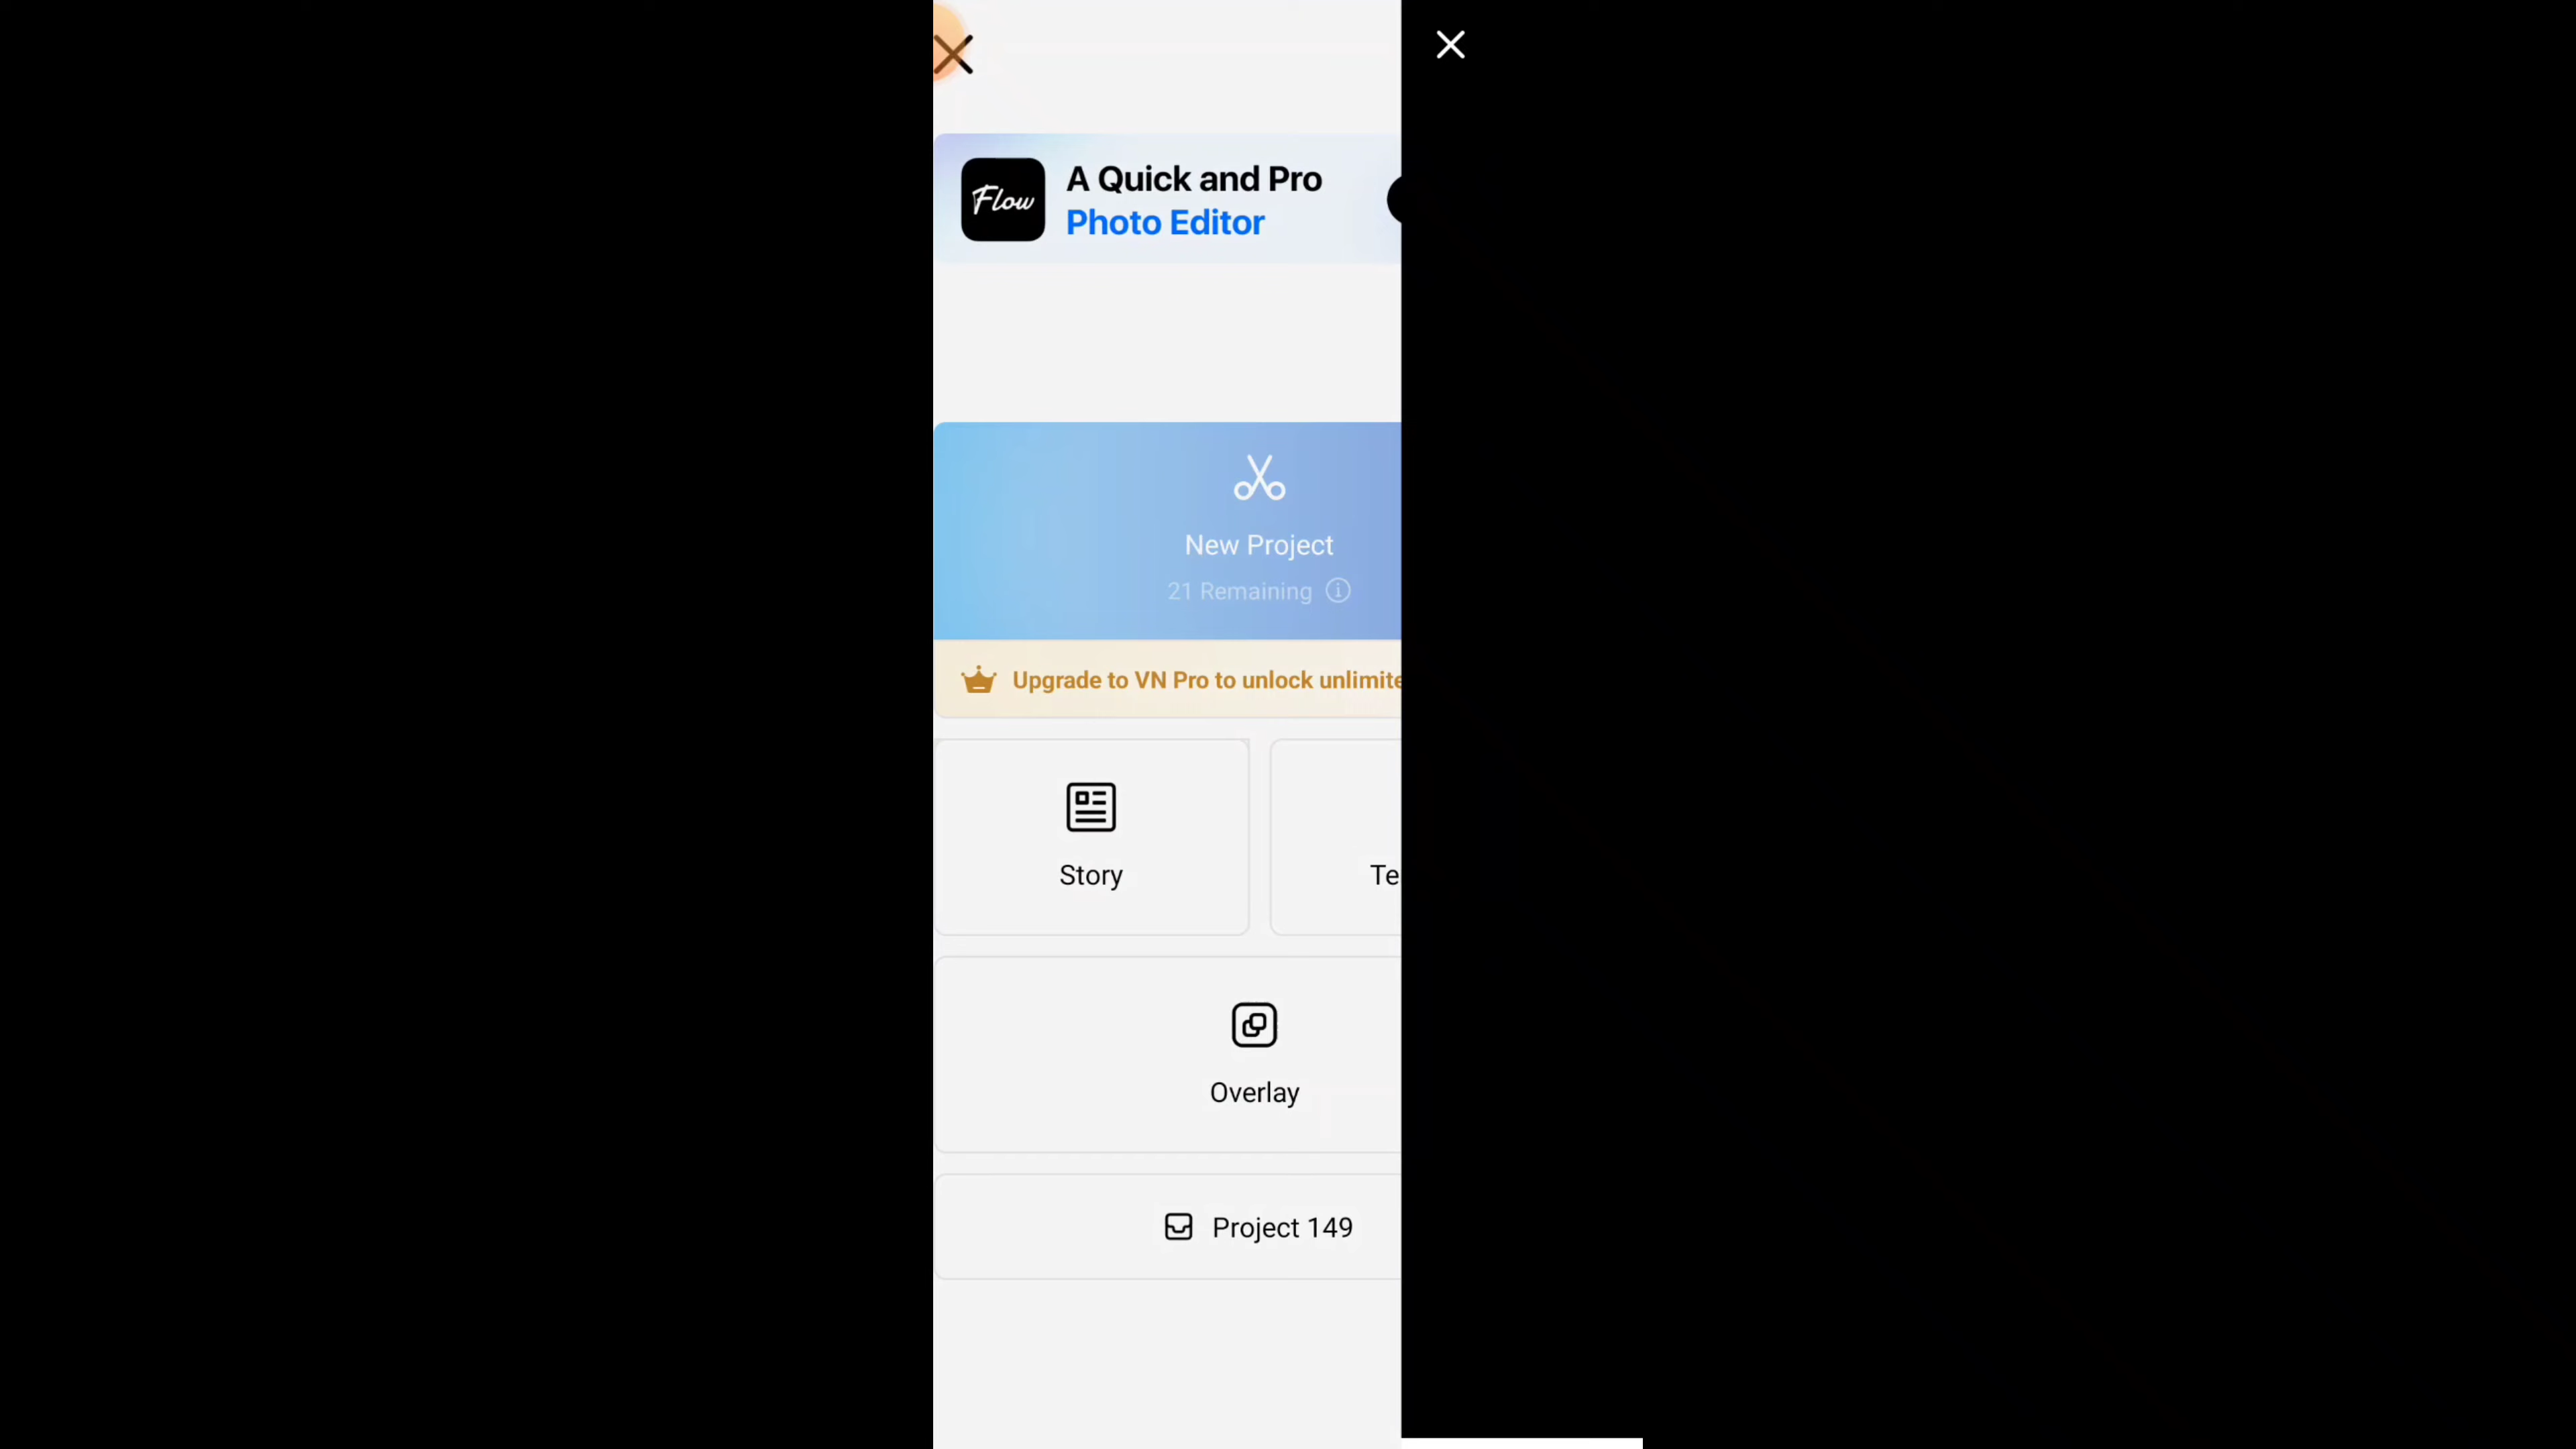 Flow
A Quick and Pro
Photo Editor
New Project
21 Remaining
Upgrade to VN Pro to unlock unlimite
Story
Te
Overlay
Project 149